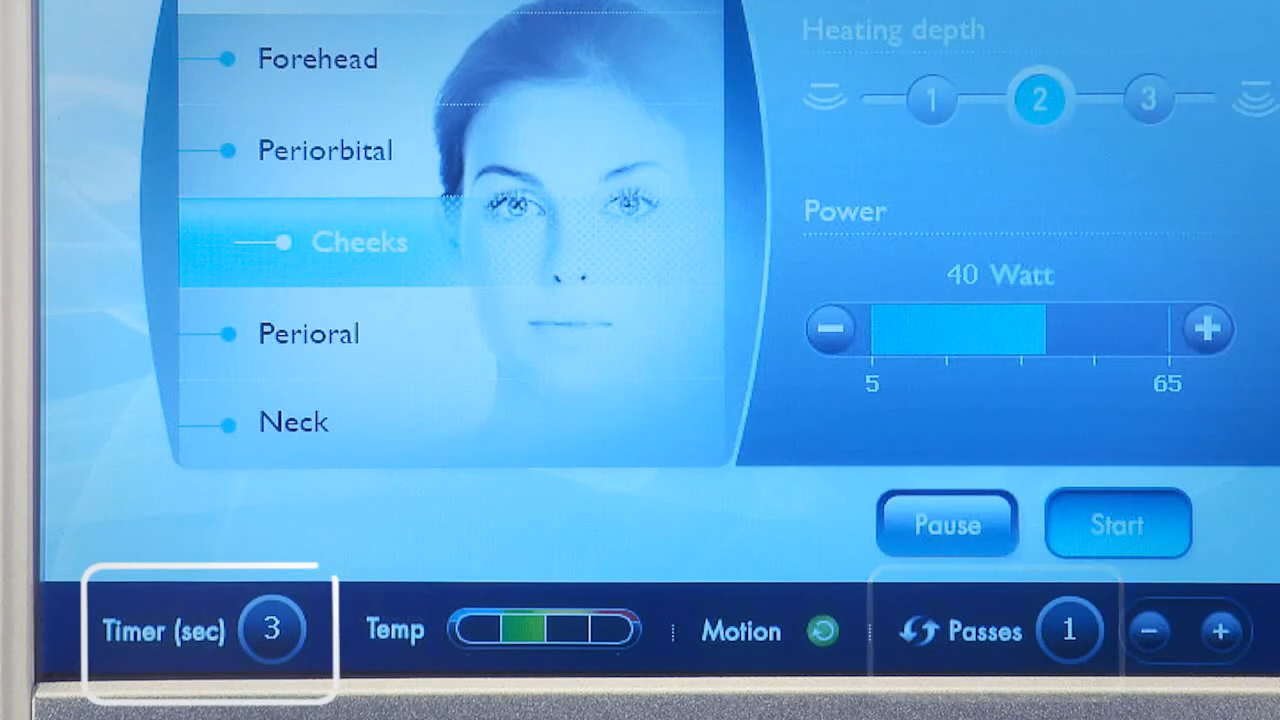 Forehead
Periorbital
Cheeks
Perioral
Neck
Heating depth
1 2 3
Power
40 Watt
5 65
Pause Start
Timer (sec) 3 Temp Motion Passes 1